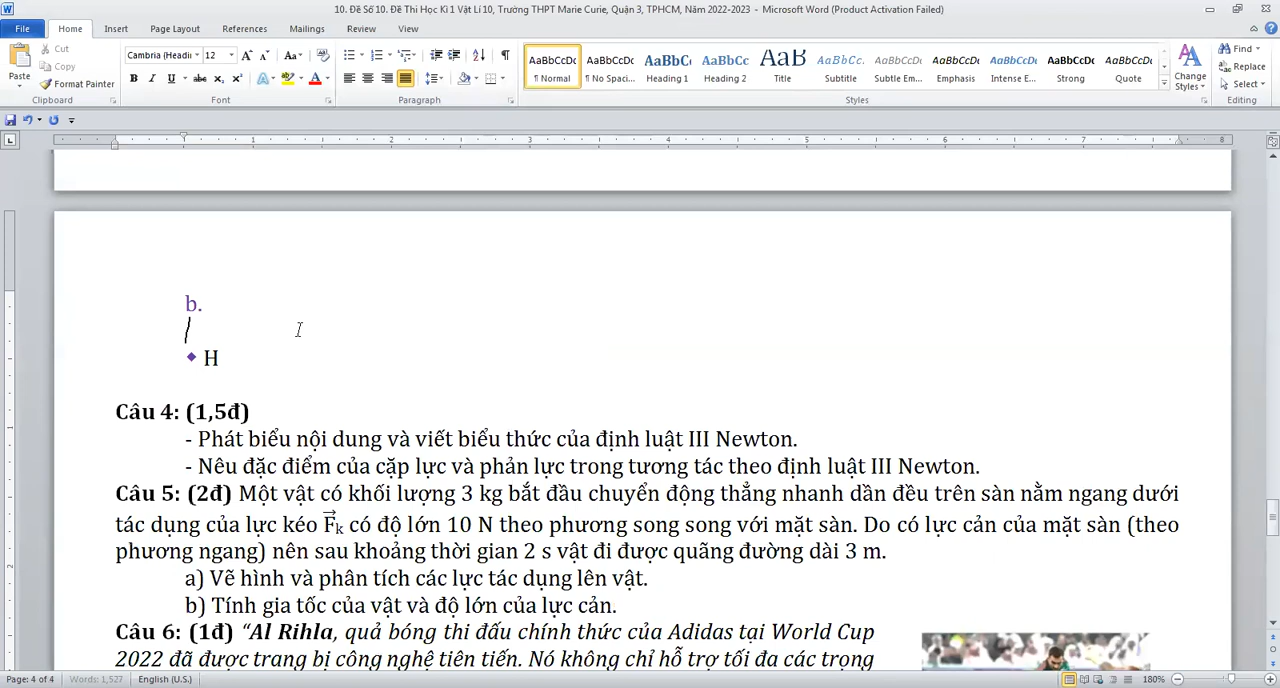 10. Đề Số 10. Đề Thi Học Kì 1 Vật Lí 10, Trường THPT Marie Curie, Quận 3, TPHCM, Năm 2022-2023 - Microsoft Word (Product Activation Failed)
File Home Insert Page Layout References Mailings Review View
Paste Cut Copy Format Painter
Cambria (Headi 12
AaBbCcDc AaBbCcDc AaBbC AaBbCc AaB AaBbCc. AaBbCcDc AaBbCcDc AaBbCcDc AaBbCcDc AaBbCcDc
¶ Normal ¶ No Spaci... Heading 1 Heading 2 Title Subtitle Subtle Em... Emphasis Intense E... Strong Quote
Change Styles
Find Replace Select
Clipboard Font Paragraph Styles Editing
1 2 3 4 5 6 7 8
b.
H
Câu 4: (1,5đ)
- Phát biểu nội dung và viết biểu thức của định luật III Newton.
- Nêu đặc điểm của cặp lực và phản lực trong tương tác theo định luật III Newton.
Câu 5: (2đ) Một vật có khối lượng 3 kg bắt đầu chuyển động thẳng nhanh dần đều trên sàn nằm ngang dưới
tác dụng của lực kéo F⃗ₖ có độ lớn 10 N theo phương song song với mặt sàn. Do có lực cản của mặt sàn (theo
phương ngang) nên sau khoảng thời gian 2 s vật đi được quãng đường dài 3 m.
a) Vẽ hình và phân tích các lực tác dụng lên vật.
b) Tính gia tốc của vật và độ lớn của lực cản.
Câu 6: (1đ) “Al Rihla, quả bóng thi đấu chính thức của Adidas tại World Cup
2022 đã được trang bị công nghệ tiên tiến. Nó không chỉ hỗ trợ tối đa các trọng
Page: 4 of 4 Words: 1,527 English (U.S.) 180%